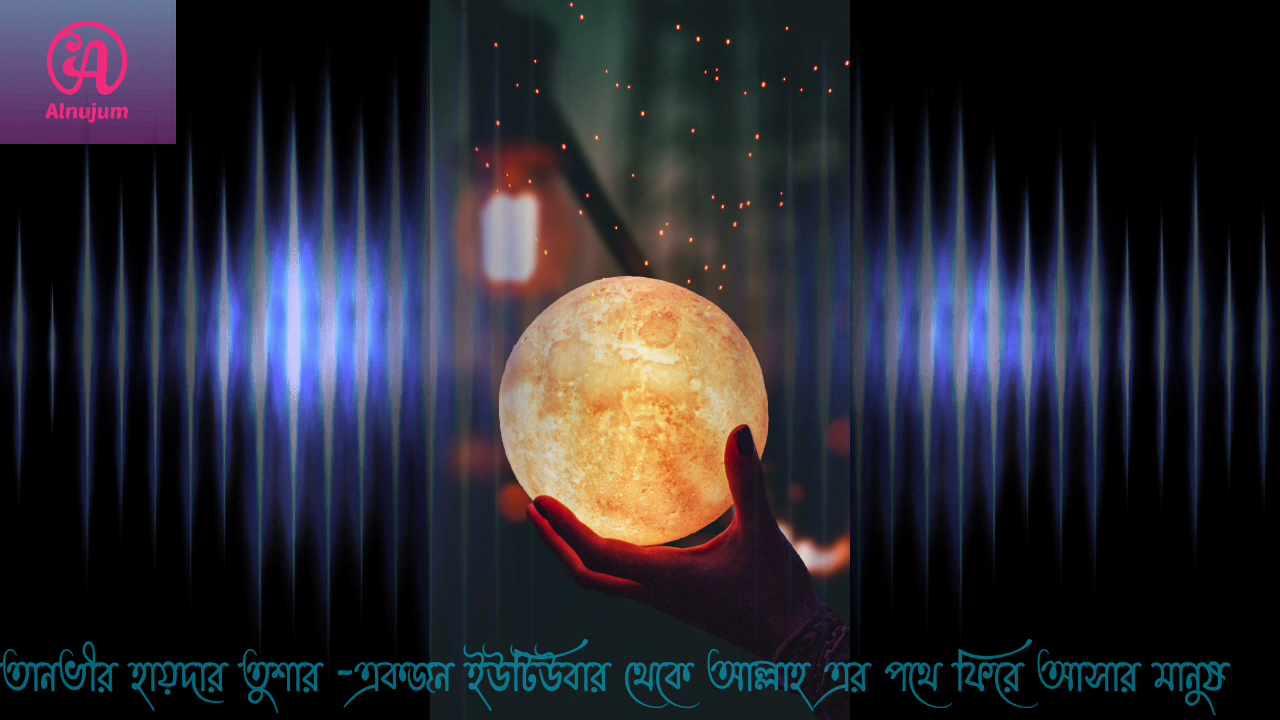 Alnujum
তানভীর হায়দার তুশার -একজন ইউটিউবার থেকে আল্লাহ এর পথে ফিরে আসার মানুষ